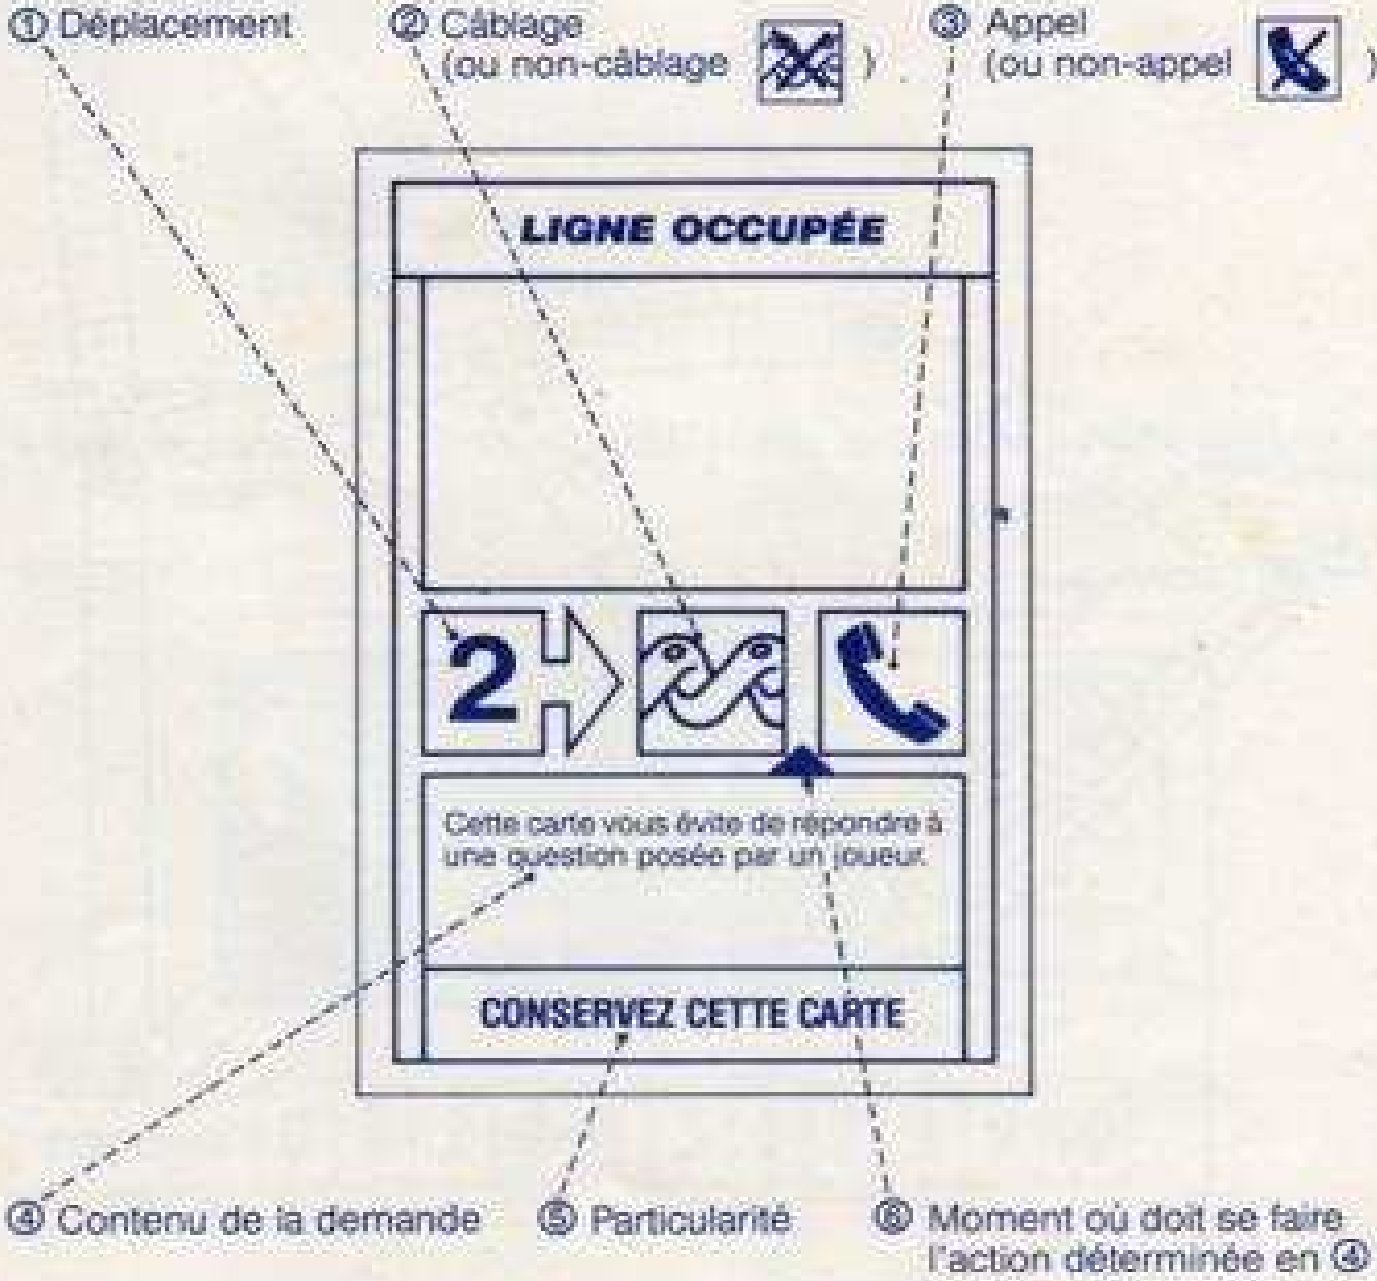 ① Déplacement
② Câblage
(ou non-câblage )
③ Appel
(ou non-appel )
LIGNE OCCUPÉE
2
Cette carte vous évite de répondre à
une question posée par un joueur.
CONSERVEZ CETTE CARTE
④ Contenu de la demande
⑤ Particularité
⑥ Moment où doit se faire
l'action déterminée en ④